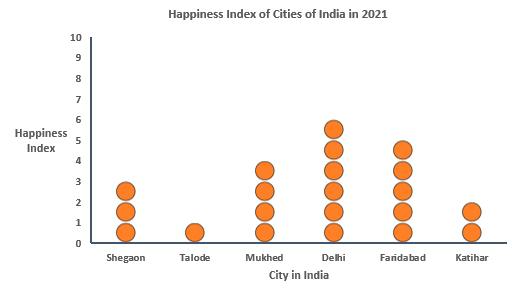 Happiness Index of Cities of India in 2021
10
9
8
7
6
5
4
3
2
1
0
Happiness
Index
Shegaon Talode Mukhed Delhi Faridabad Katihar
City in India